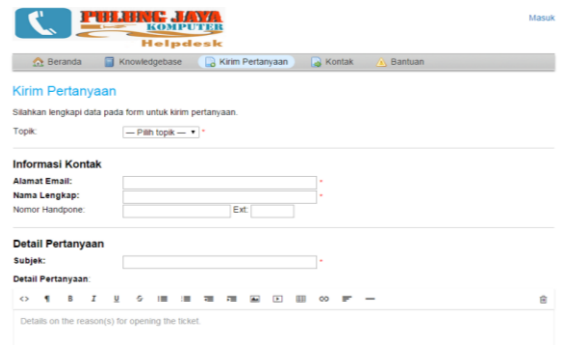 PULUNG JAYA
KOMPUTER
Helpdesk
Masuk
Beranda Knowledgebase Kirim Pertanyaan Kontak Bantuan
Kirim Pertanyaan
Silahkan lengkapi data pada form untuk kirim pertanyaan.
Topik: — Pilih topik — *
Informasi Kontak
Alamat Email: *
Nama Lengkap: *
Nomor Handpone: Ext:
Detail Pertanyaan
Subjek: *
Detail Pertanyaan:
<> ¶ B I U S
Details on the reason(s) for opening the ticket.